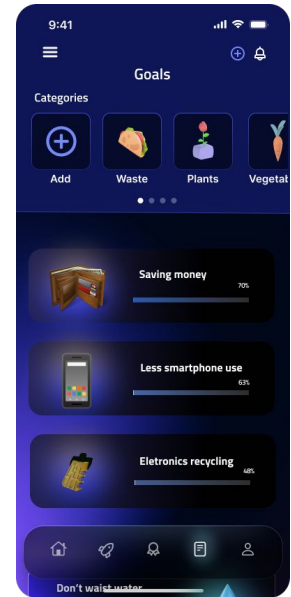 9:41
Goals
Categories
Add
Waste
Plants
Vegetat
Saving money
70%
Less smartphone use
63%
Eletronics recycling
48%
Don't waist water